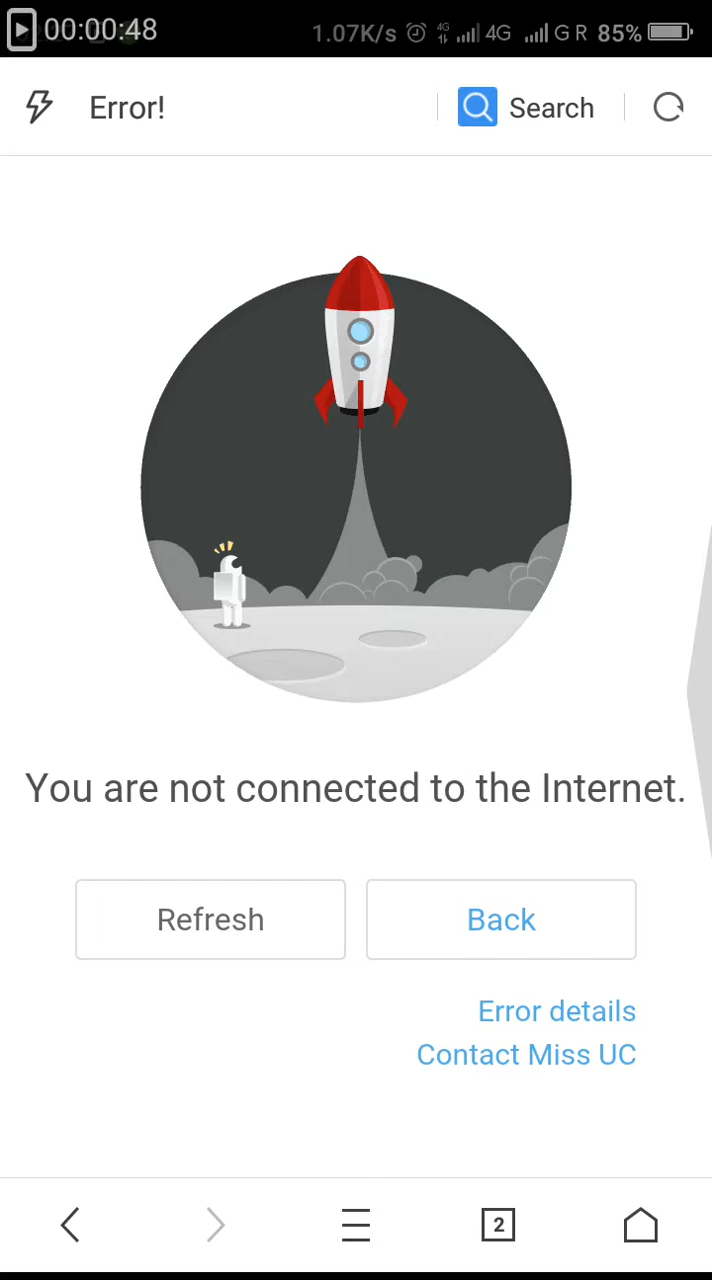 00:00:48 1.07K/s 4G 4G G R 85%
Error! Search
You are not connected to the Internet.
Refresh Back
Error details
Contact Miss UC
2